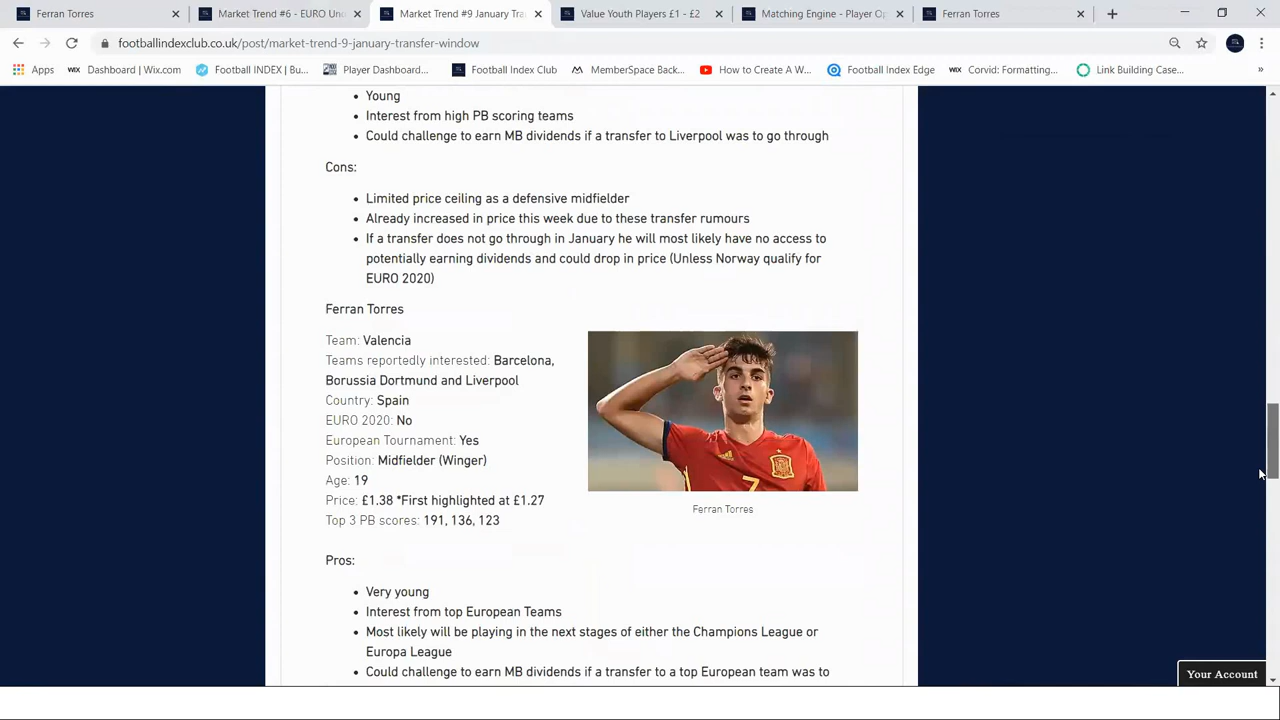 Ferran Torres
Market Trend #6 - EURO Un
Market Trend #9 January Tra
Value Youth Players £1 - £2
Matching Engine - Player Op
Ferran Torres
footballindexclub.co.uk/post/market-trend-9-january-transfer-window
Apps
Dashboard | Wix.com
Football INDEX | Bu...
Player Dashboard...
Football Index Club
MemberSpace Back...
How to Create A W...
Football Index Edge
Corvid: Formatting...
Link Building Case...
Young
Interest from high PB scoring teams
Could challenge to earn MB dividends if a transfer to Liverpool was to go through
Cons:
Limited price ceiling as a defensive midfielder
Already increased in price this week due to these transfer rumours
If a transfer does not go through in January he will most likely have no access to
potentially earning dividends and could drop in price (Unless Norway qualify for
EURO 2020)
Ferran Torres
Team: Valencia
Teams reportedly interested: Barcelona,
Borussia Dortmund and Liverpool
Country: Spain
EURO 2020: No
European Tournament: Yes
Position: Midfielder (Winger)
Age: 19
Price: £1.38 *First highlighted at £1.27
Top 3 PB scores: 191, 136, 123
7
Ferran Torres
Pros:
Very young
Interest from top European Teams
Most likely will be playing in the next stages of either the Champions League or
Europa League
Could challenge to earn MB dividends if a transfer to a top European team was to
Your Account